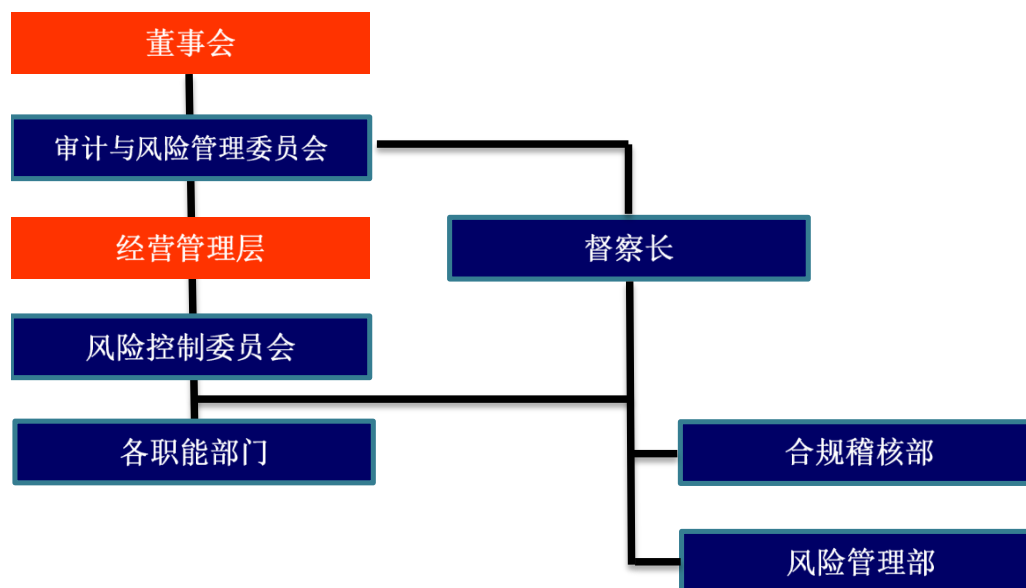 董事会
审计与风险管理委员会
经营管理层
督察长
风险控制委员会
各职能部门
合规稽核部
风险管理部